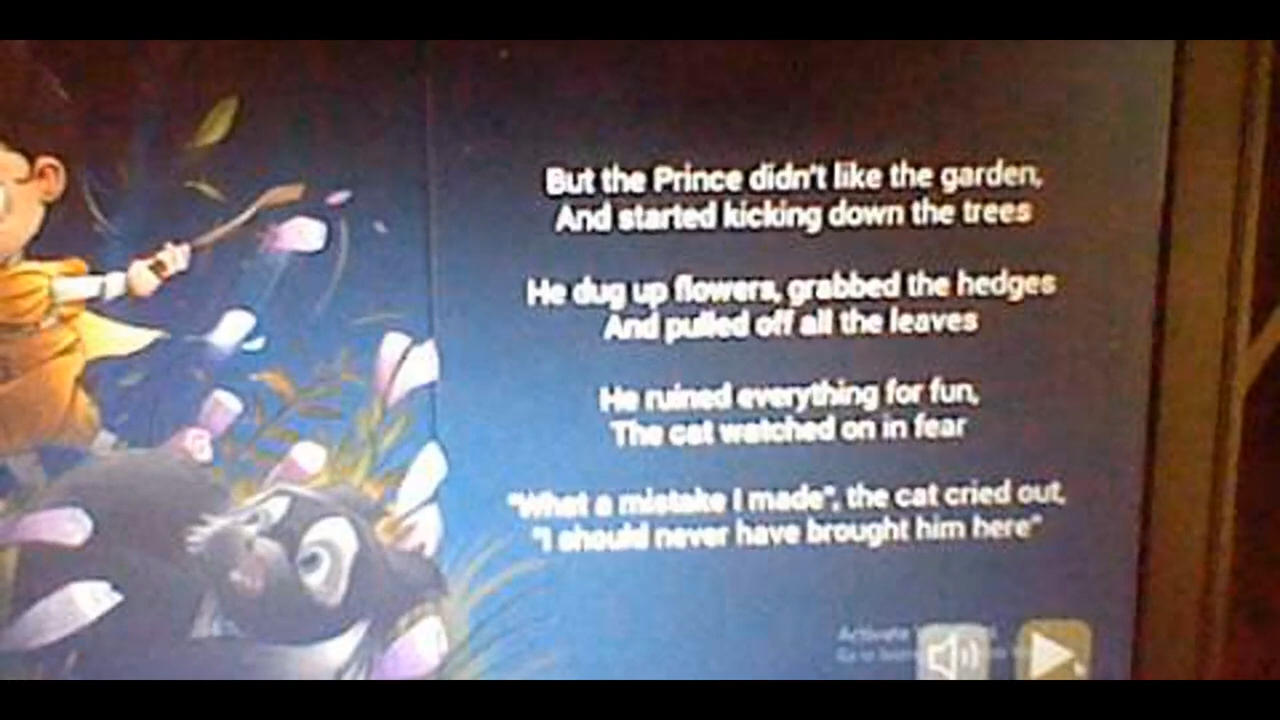 But the Prince didn't like the garden,
And started kicking down the trees
He dug up flowers, grabbed the hedges
And pulled off all the leaves
He ruined everything for fun,
The cat watched on in fear
"What a mistake I made", the cat cried out,
"I should never have brought him here"
Activate
Go to